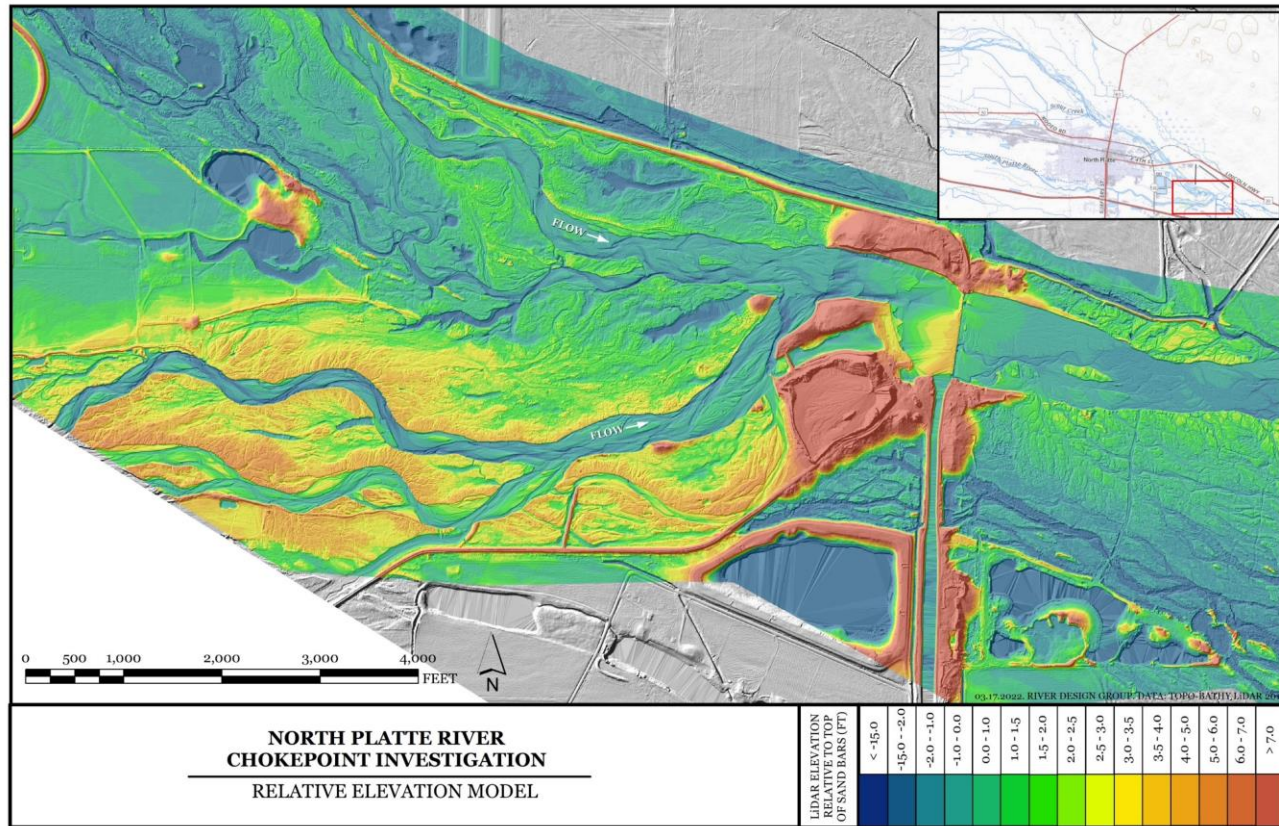 North Platte
LINCOLN HWY
FLOW
FLOW
0 500 1,000 2,000 3,000 4,000
FEET
N
03.17.2022. RIVER DESIGN GROUP. DATA: TOPO-BATHY LiDAR
NORTH PLATTE RIVER
CHOKEPOINT INVESTIGATION
RELATIVE ELEVATION MODEL
LiDAR ELEVATION
RELATIVE TO TOP
OF SAND BARS (FT)
< -15.0
-15.0 - -2.0
-2.0 - -1.0
-1.0 - 0.0
0.0 - 1.0
1.0 - 1.5
1.5 - 2.0
2.0 - 2.5
2.5 - 3.0
3.0 - 3.5
3.5 - 4.0
4.0 - 5.0
5.0 - 6.0
6.0 - 7.0
> 7.0